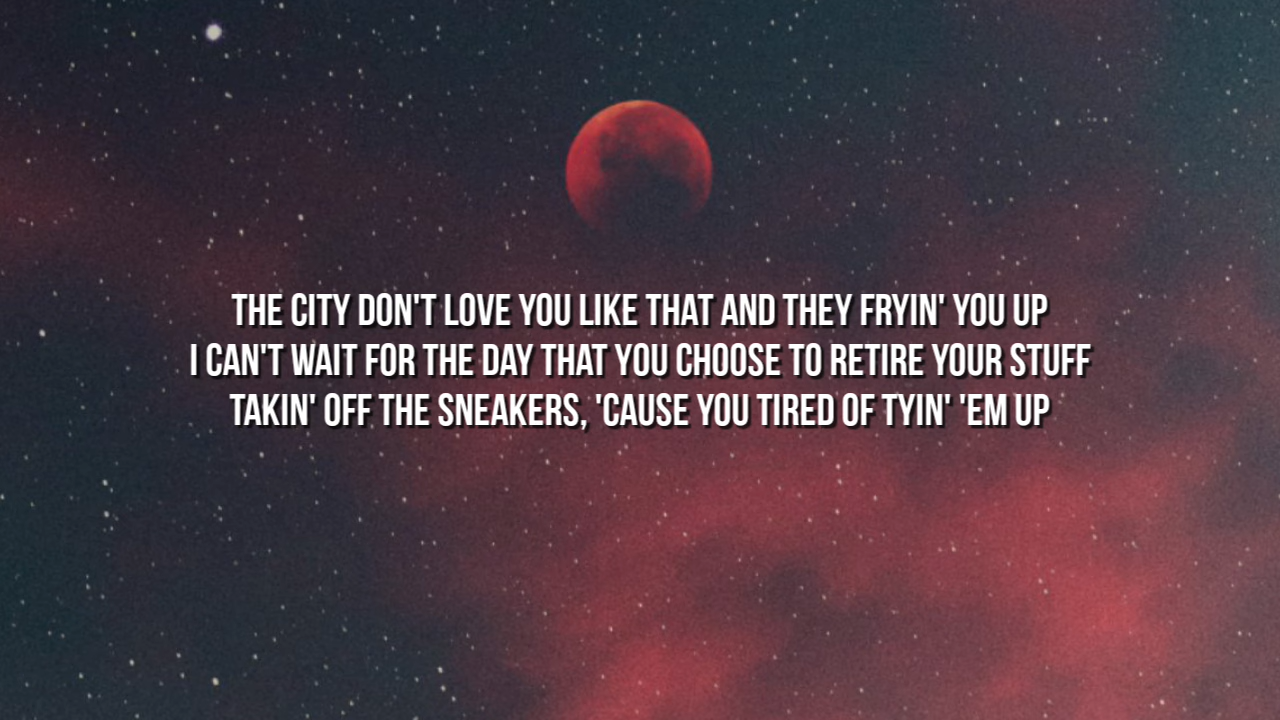 THE CITY DON'T LOVE YOU LIKE THAT AND THEY FRYIN' YOU UP
I CAN'T WAIT FOR THE DAY THAT YOU CHOOSE TO RETIRE YOUR STUFF
TAKIN' OFF THE SNEAKERS, 'CAUSE YOU TIRED OF TYIN' 'EM UP